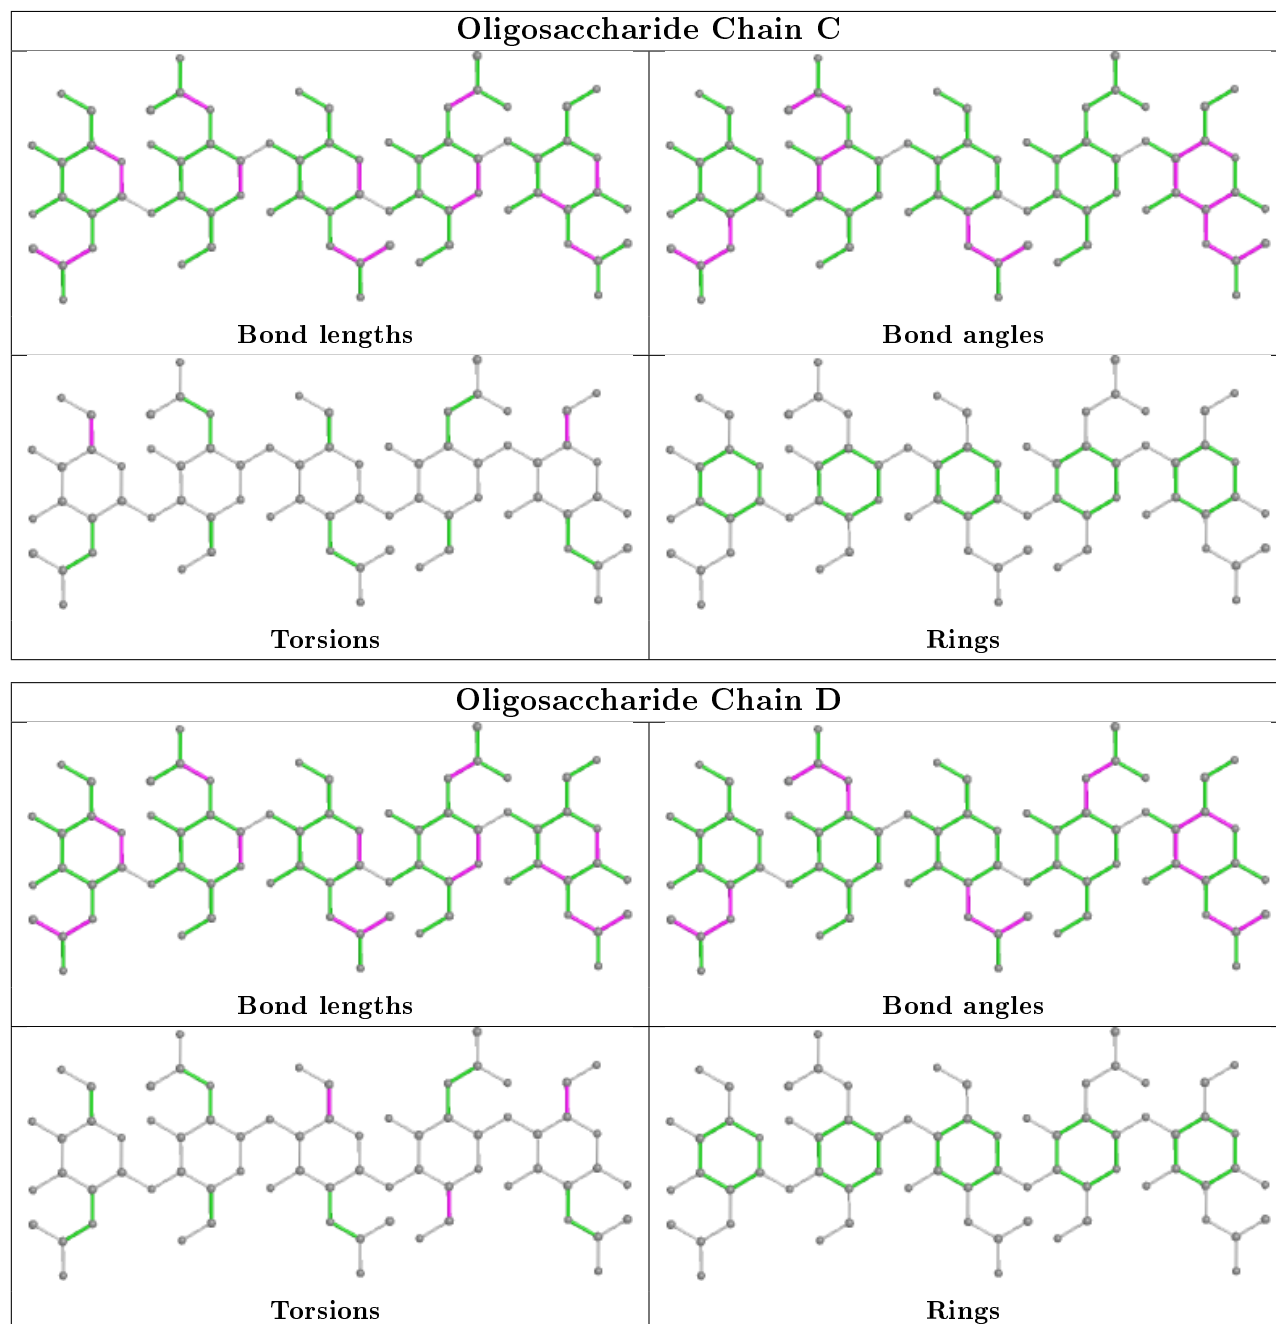 Oligosaccharide Chain C
Bond lengths
Bond angles
Torsions
Rings
Oligosaccharide Chain D
Bond lengths
Bond angles
Torsions
Rings